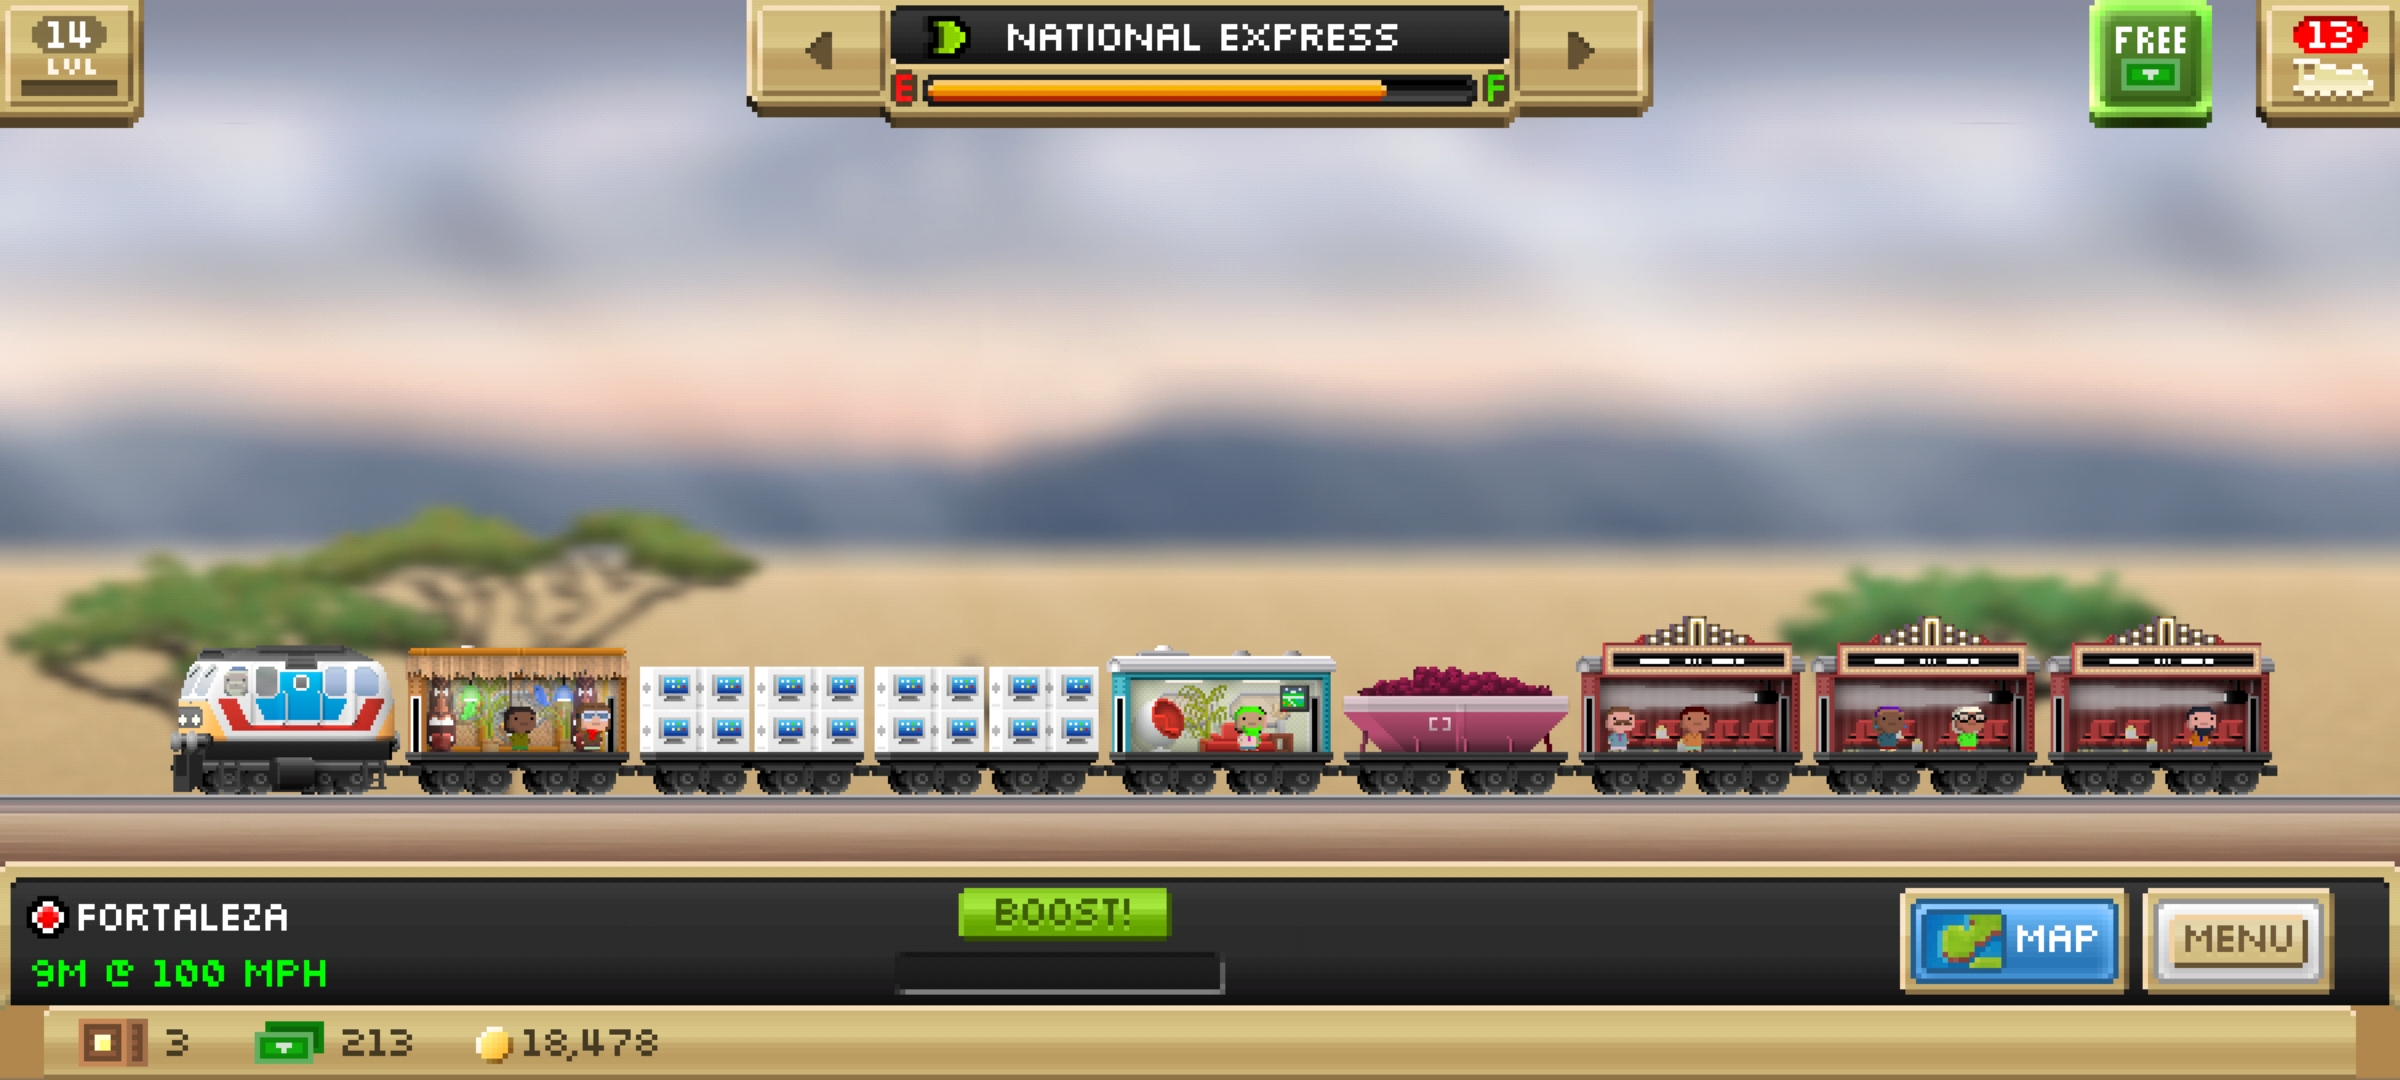 14
LVL
NATIONAL EXPRESS
E F
FREE
13
FORTALEZA
9M @ 100 MPH
BOOST!
MAP
MENU
3
213
18,478